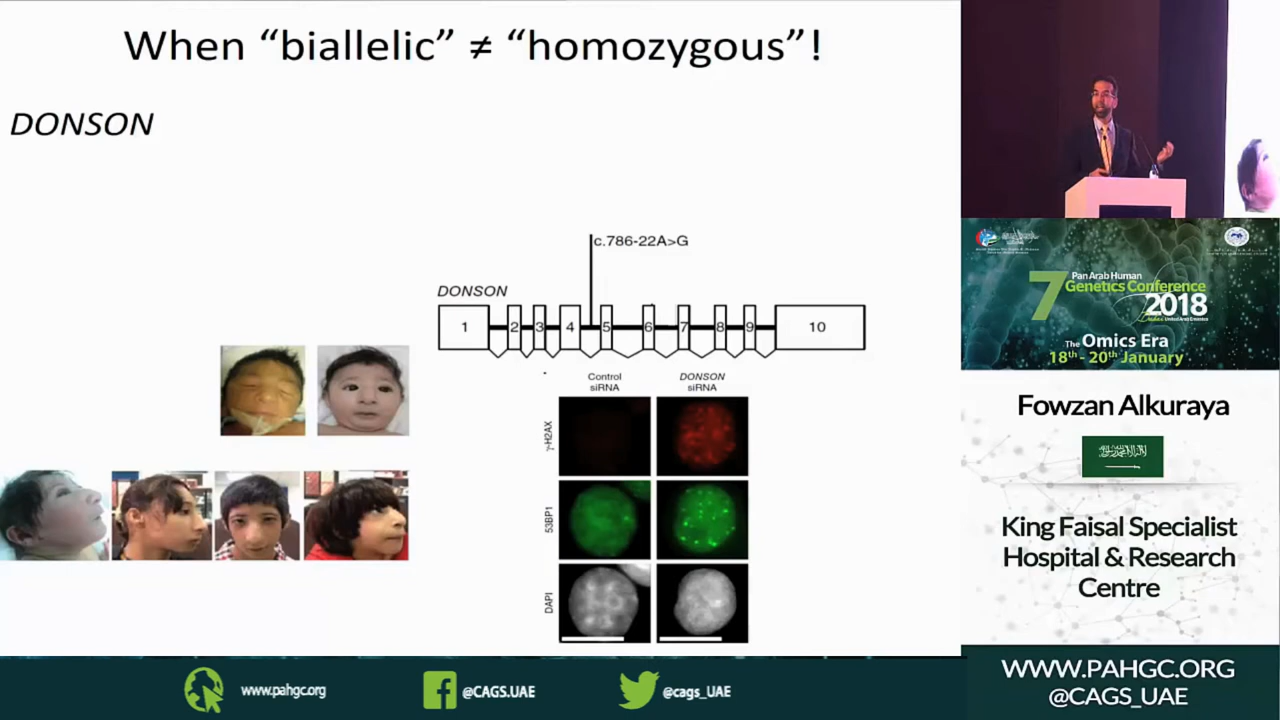 When “biallelic” ≠ “homozygous”!
DONSON
c.786-22A>G
DONSON
1 2 3 4 5 6 7 8 9 10
Control siRNA
DONSON siRNA
γ-H2AX
53BP1
DAPI
www.pahgc.org
@CAGS.UAE
@cags_UAE
7
Pan Arab Human
Genetics Conference
2018
The Omics Era
18th - 20th January
Fowzan Alkuraya
King Faisal Specialist
Hospital & Research
Centre
WWW.PAHGC.ORG
@CAGS_UAE